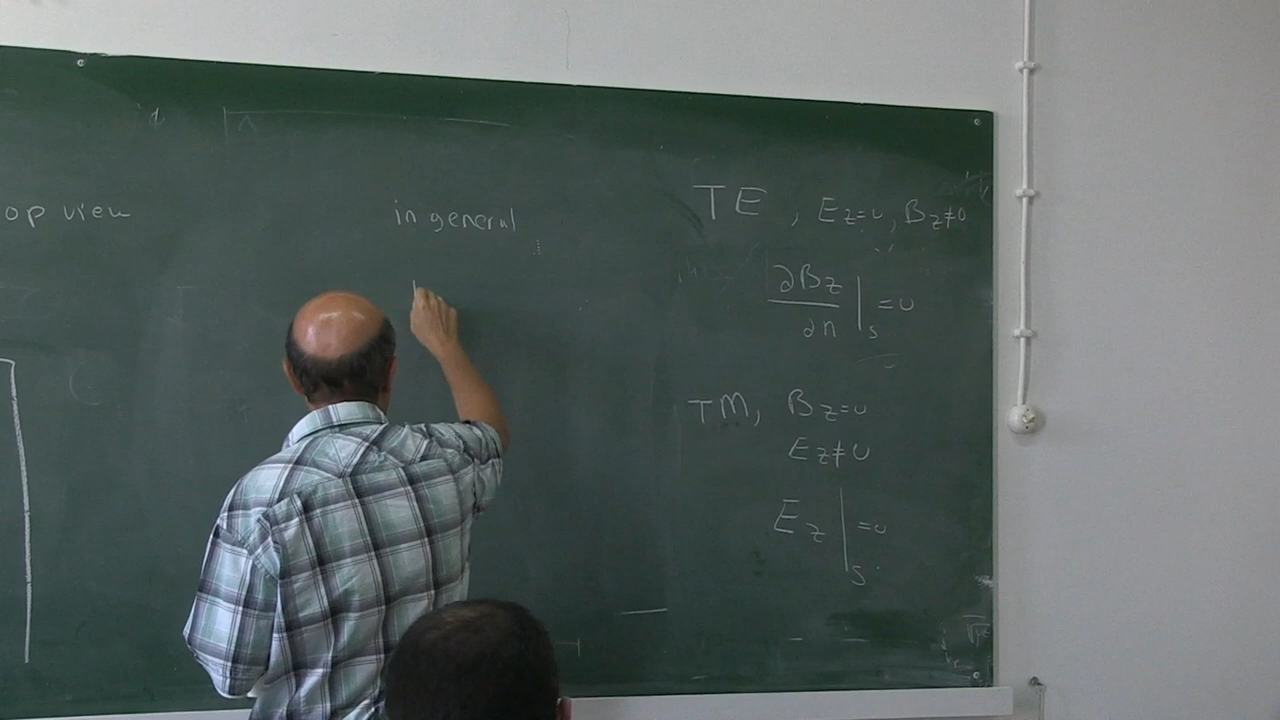 op view
in general
TE, Ez=0, Bz≠0
∂Bz/∂n |s =0
TM, Bz=0
Ez≠0
Ez |s =0